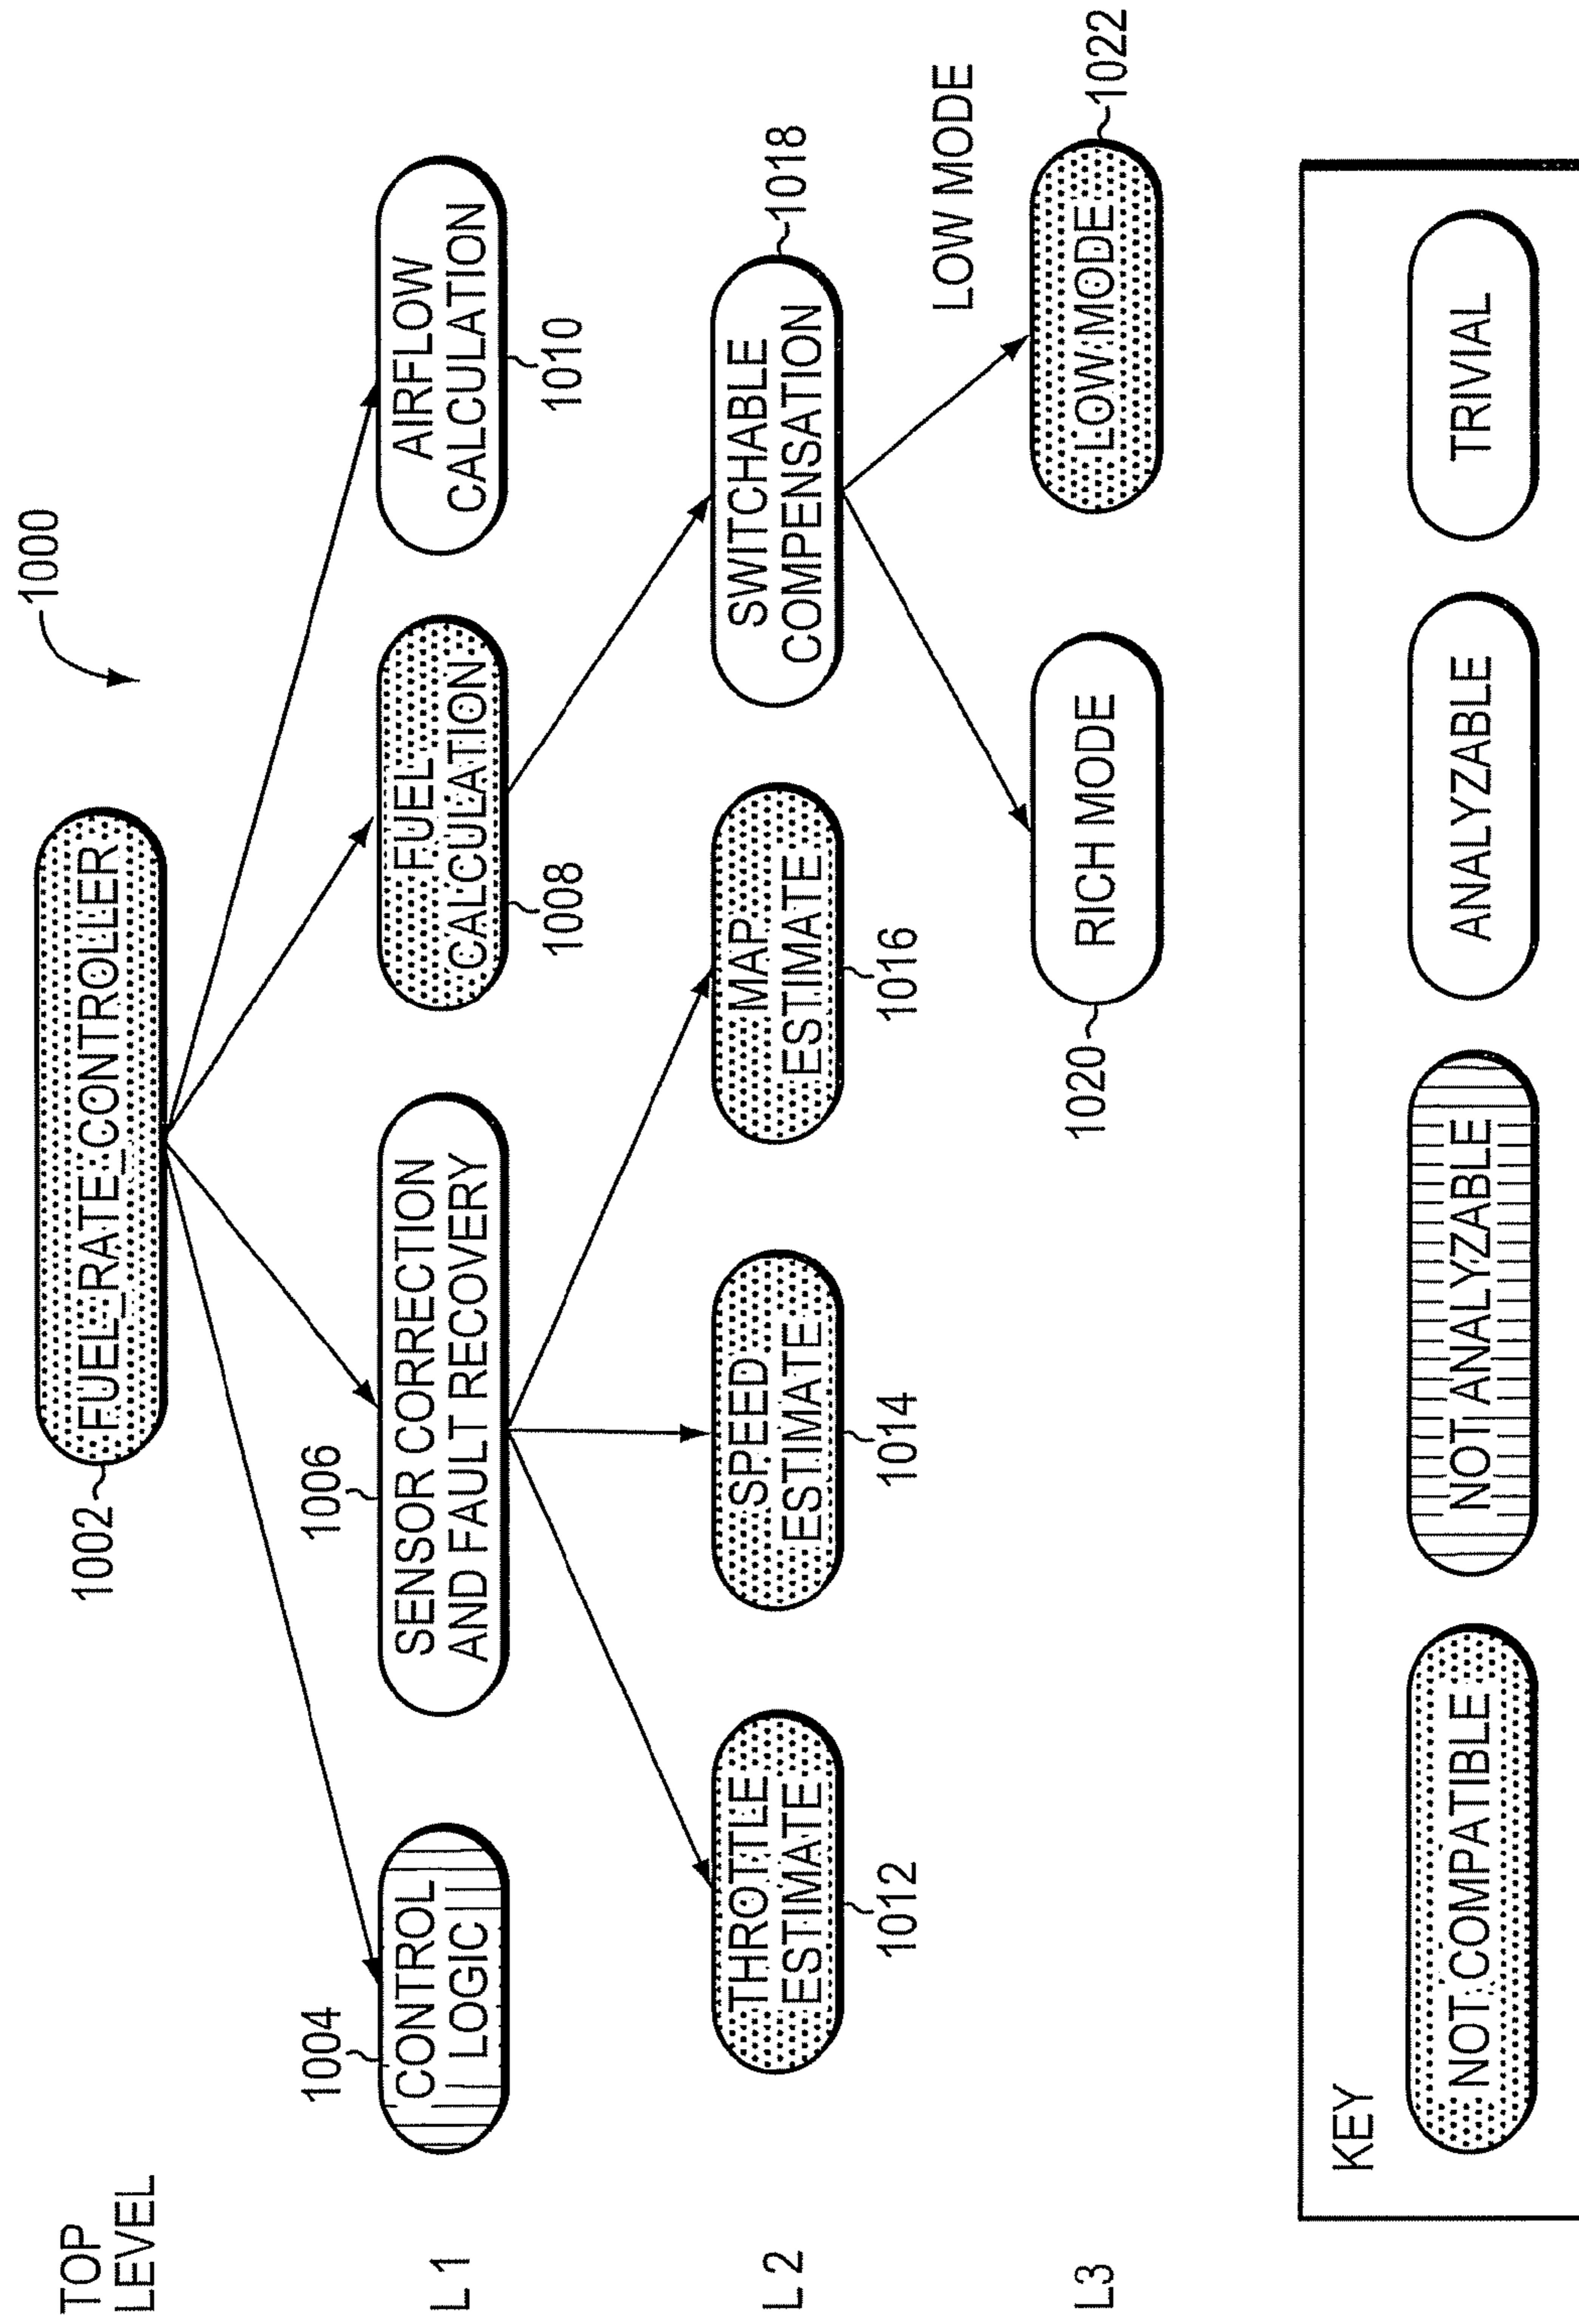 1000
TOP
LEVEL
1002
FUEL_RATE_CONTROLLER
L1
1004
CONTROL
LOGIC
1006
SENSOR CORRECTION
AND FAULT RECOVERY
FUEL
CALCULATION
1008
AIRFLOW
CALCULATION
1010
L2
THROTTLE
ESTIMATE
1012
SPEED
ESTIMATE
1014
MAP
ESTIMATE
1016
SWITCHABLE
COMPENSATION
1018
L3
1020
RICH MODE
LOW MODE
LOW MODE
1022
KEY
NOT COMPATIBLE
NOT ANALYZABLE
ANALYZABLE
TRIVIAL